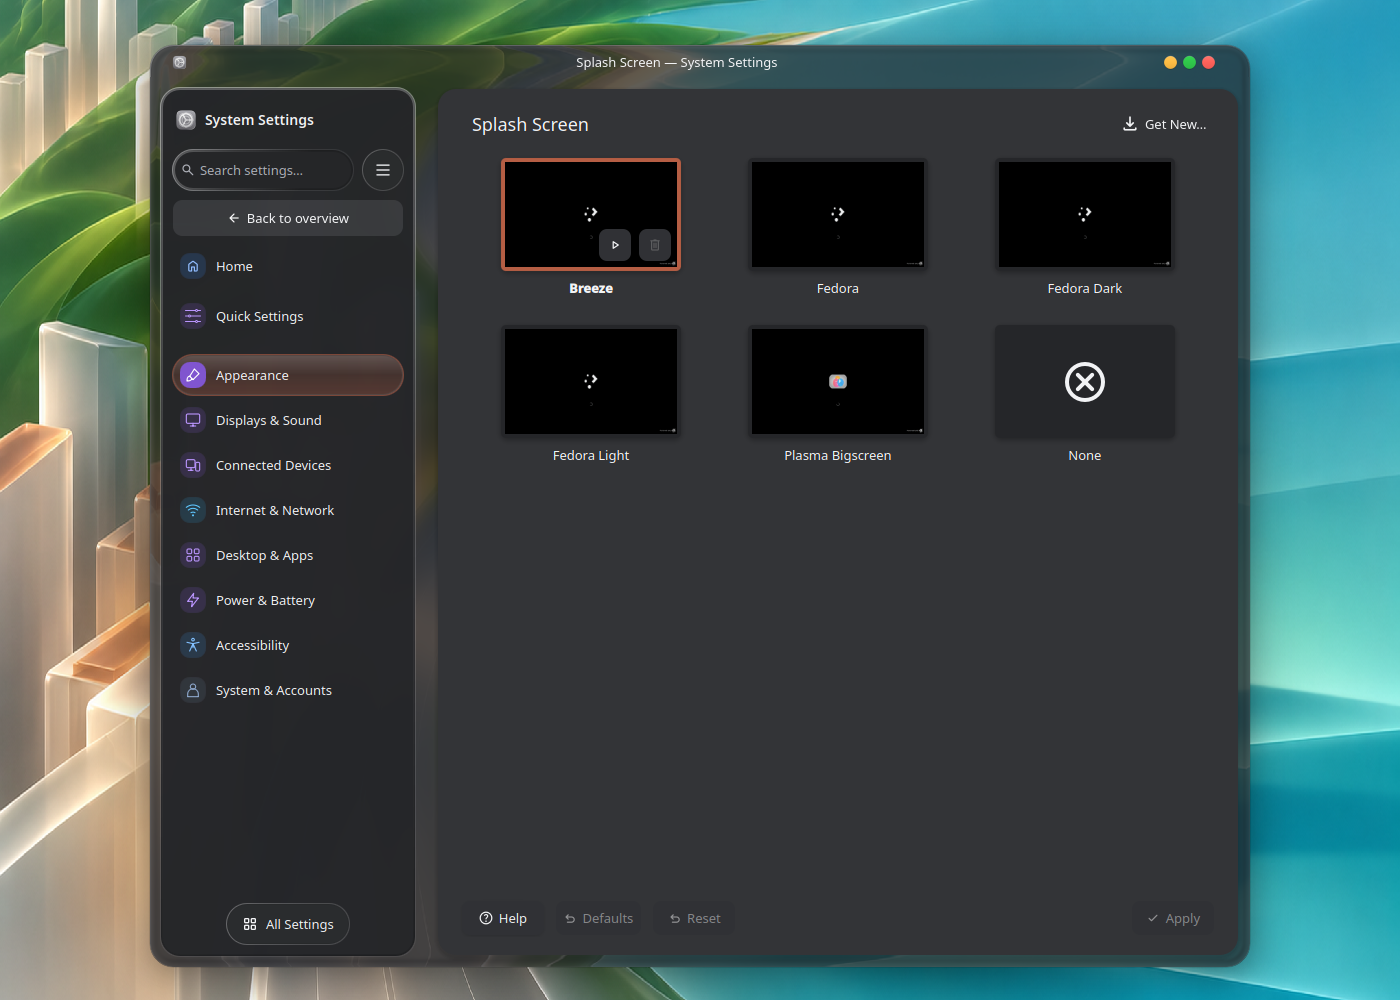 Splash Screen — System Settings
System Settings
Search settings...
Back to overview
Home
Quick Settings
Appearance
Displays & Sound
Connected Devices
Internet & Network
Desktop & Apps
Power & Battery
Accessibility
System & Accounts
All Settings
Splash Screen
Get New...
Breeze
Fedora
Fedora Dark
Fedora Light
Plasma Bigscreen
None
Help
Defaults
Reset
Apply